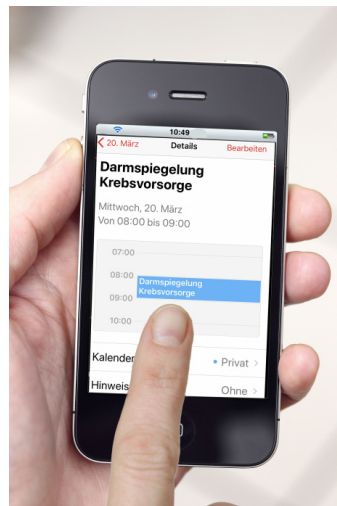 10:49
20. März Details Bearbeiten
Darmspiegelung
Krebsvorsorge
Mittwoch, 20. März
Von 08:00 bis 09:00
07:00
08:00
Darmspiegelung
Krebsvorsorge
09:00
10:00
Kalender Privat
Hinweis Ohne